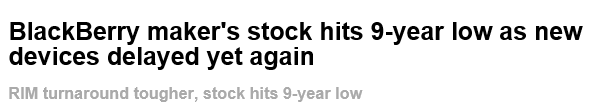 BlackBerry maker's stock hits 9-year low as new
devices delayed yet again
RIM turnaround tougher, stock hits 9-year low